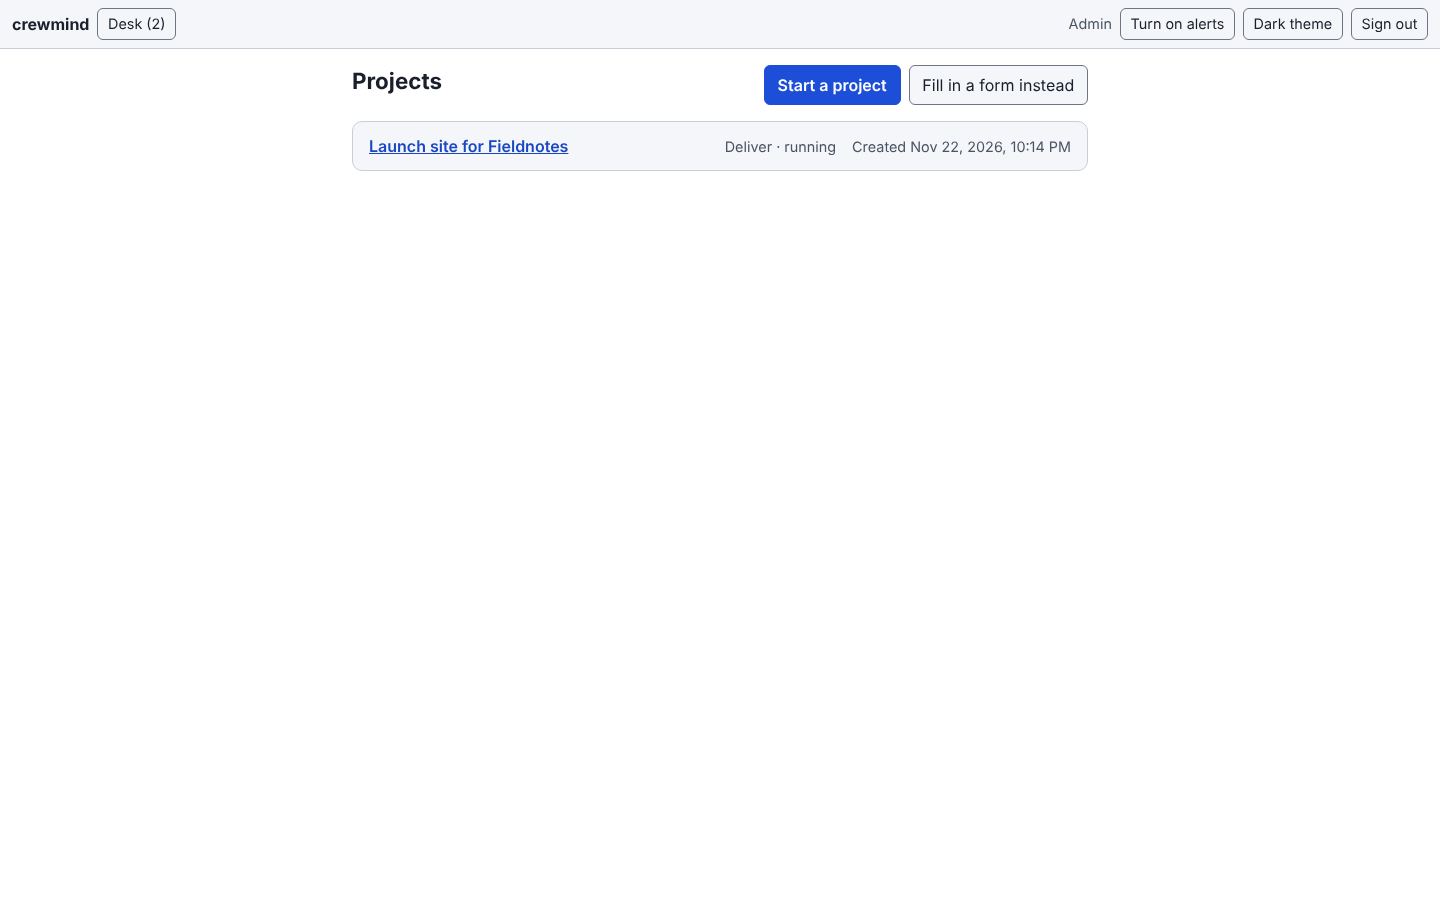 crewmind Desk (2) Admin Turn on alerts Dark theme Sign out
Projects Start a project Fill in a form instead
Launch site for Fieldnotes Deliver · running Created Nov 22, 2026, 10:14 PM